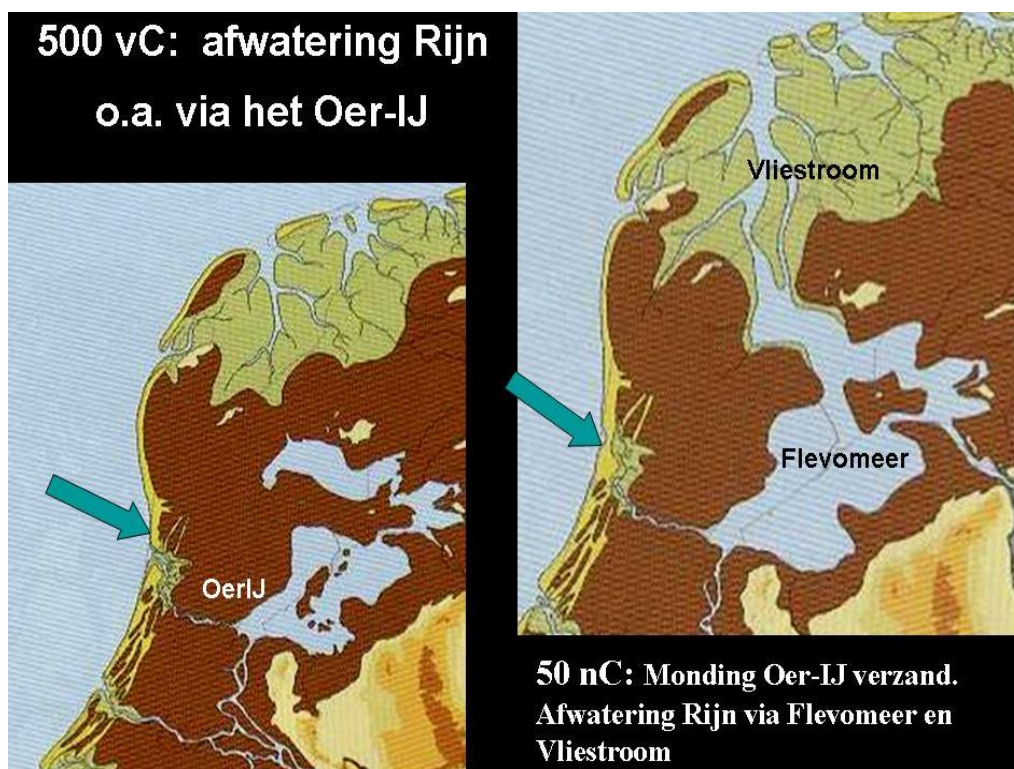 500 vC: afwatering Rijn
o.a. via het Oer-IJ
OerIJ
Vliestroom
Flevomeer
50 nC: Monding Oer-IJ verzand.
Afwatering Rijn via Flevomeer en
Vliestroom